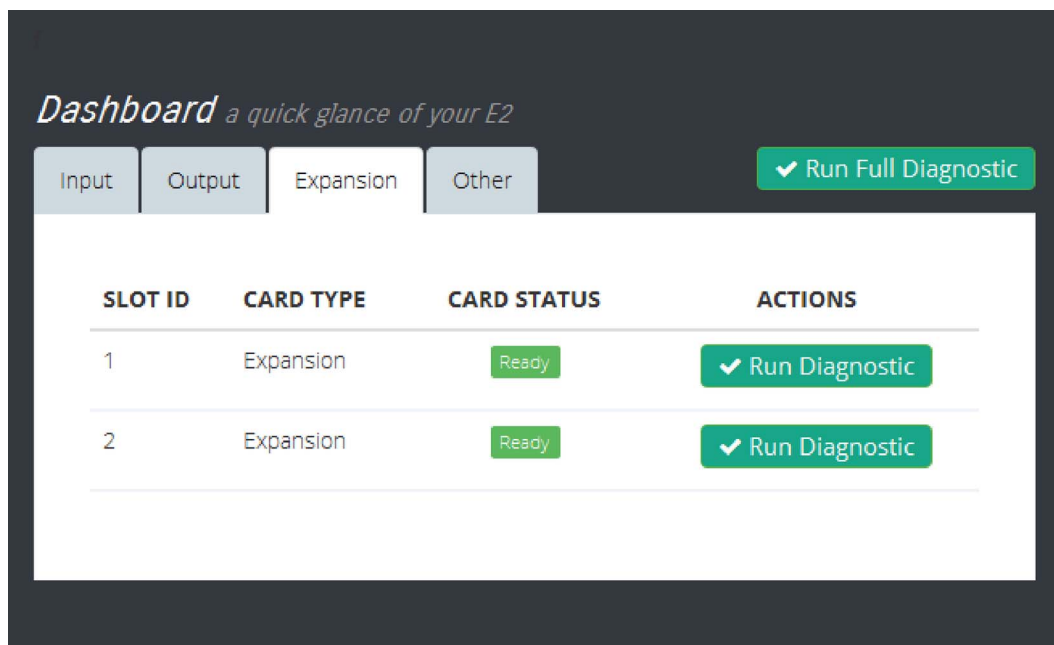 Dashboard a quick glance of your E2
Input Output Expansion Other Run Full Diagnostic
SLOT ID CARD TYPE CARD STATUS ACTIONS
1 Expansion Ready Run Diagnostic
2 Expansion Ready Run Diagnostic